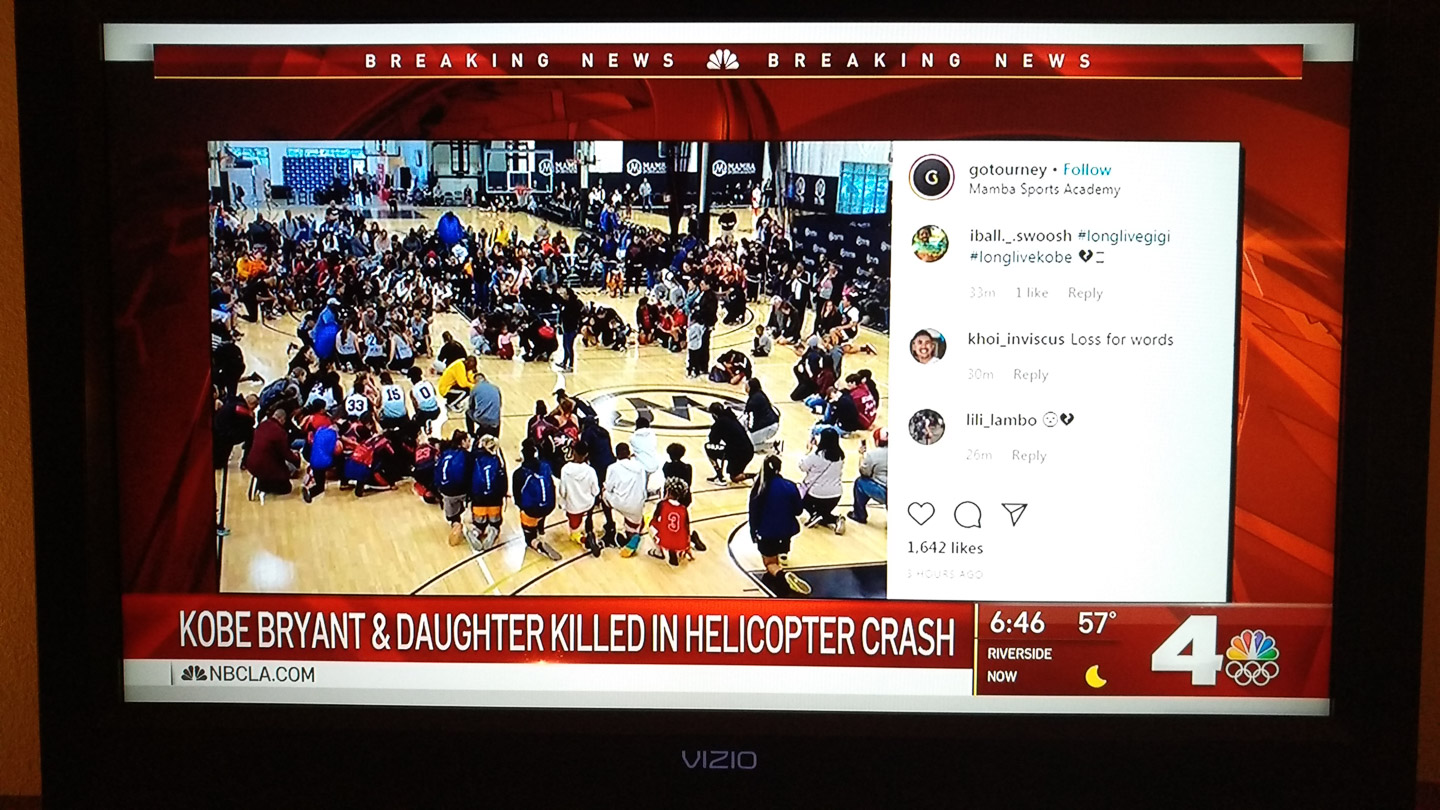 BREAKING NEWS BREAKING NEWS
MAMBA
MAMBA
33
15
0
3
gotourney • Follow
Mamba Sports Academy
iball._.swoosh #longlivegigi
#longlivekobe 💔
33m 1 like Reply
khoi_inviscus Loss for words
30m Reply
lili_lambo 💔
26m Reply
1,642 likes
3 HOURS AGO
KOBE BRYANT & DAUGHTER KILLED IN HELICOPTER CRASH
NBCLA.COM
6:46 57°
RIVERSIDE
NOW
4
VIZIO